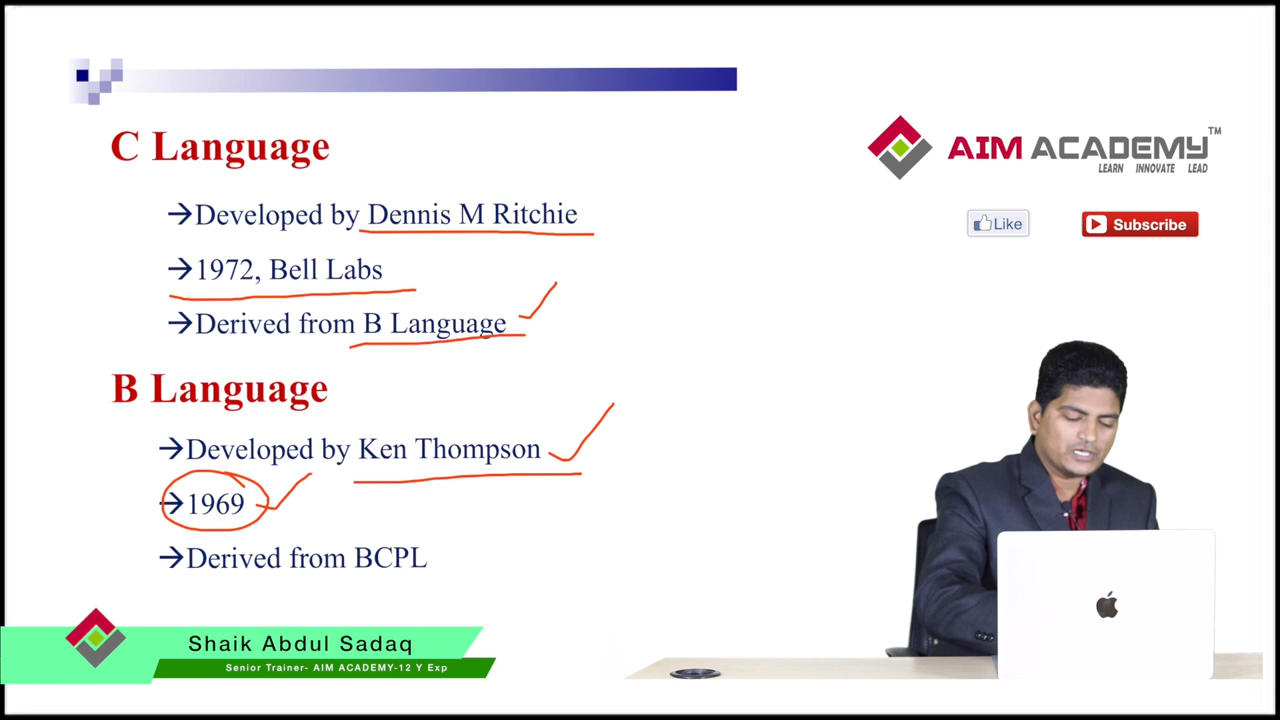 C Language
→Developed by Dennis M Ritchie
→1972, Bell Labs
→Derived from B Language
B Language
→Developed by Ken Thompson
→1969
→Derived from BCPL
AIM ACADEMY™
LEARN INNOVATE LEAD
Like
Subscribe
Shaik Abdul Sadaq
Senior Trainer- AIM ACADEMY-12 Y Exp